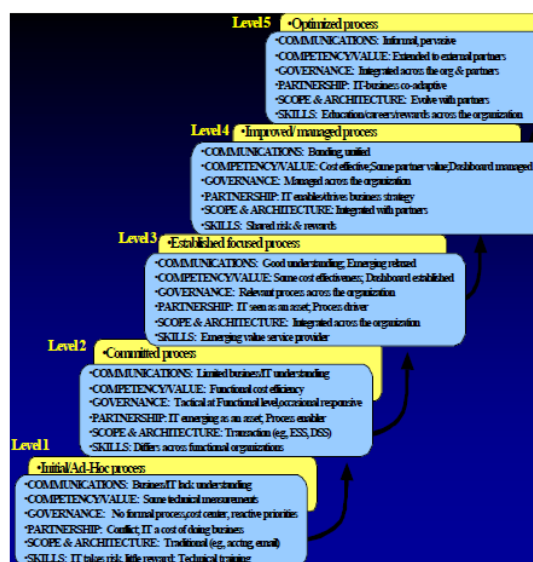 Level 5
•Optimized process
•COMMUNICATIONS: Informal, pervasive
•COMPETENCY/VALUE: Extended to external partners
•GOVERNANCE: Integrated across the org & partners
•PARTNERSHIP: IT-business co-adaptive
•SCOPE & ARCHITECTURE: Evolve with partners
•SKILLS: Education/careers/rewards across the organization
Level 4
•Improved/managed process
•COMMUNICATIONS: Bonding, unified
•COMPETENCY/VALUE: Cost effective,Some partner value,Dashboard managed
•GOVERNANCE: Managed across the organization
•PARTNERSHIP: IT enables/drives business strategy
•SCOPE & ARCHITECTURE: Integrated with partners
•SKILLS: Shared risk & rewards
Level 3
•Established focused process
•COMMUNICATIONS: Good understanding; Emerging relaxed
•COMPETENCY/VALUE: Some cost effectiveness; Dashboard established
•GOVERNANCE: Relevant process across the organization
•PARTNERSHIP: IT seen as an asset; Process driver
•SCOPE & ARCHITECTURE: Integrated across the organization
•SKILLS: Emerging value service provider
Level 2
•Committed process
•COMMUNICATIONS: Limited business/IT understanding
•COMPETENCY/VALUE: Functional cost efficiency
•GOVERNANCE: Tactical at Functional level,occasional responsive
•PARTNERSHIP: IT emerging as an asset; Process enabler
•SCOPE & ARCHITECTURE: Transaction (eg, ESS, DSS)
•SKILLS: Differs across functional organizations
Level 1
•Initial/Ad-Hoc process
•COMMUNICATIONS: Business/IT lack understanding
•COMPETENCY/VALUE: Some technical measurements
•GOVERNANCE: No formal process,cost center, reactive priorities
•PARTNERSHIP: Conflict; IT a cost of doing business
•SCOPE & ARCHITECTURE: Traditional (eg, acctng, email)
•SKILLS: IT takes risk, little reward; Technical training